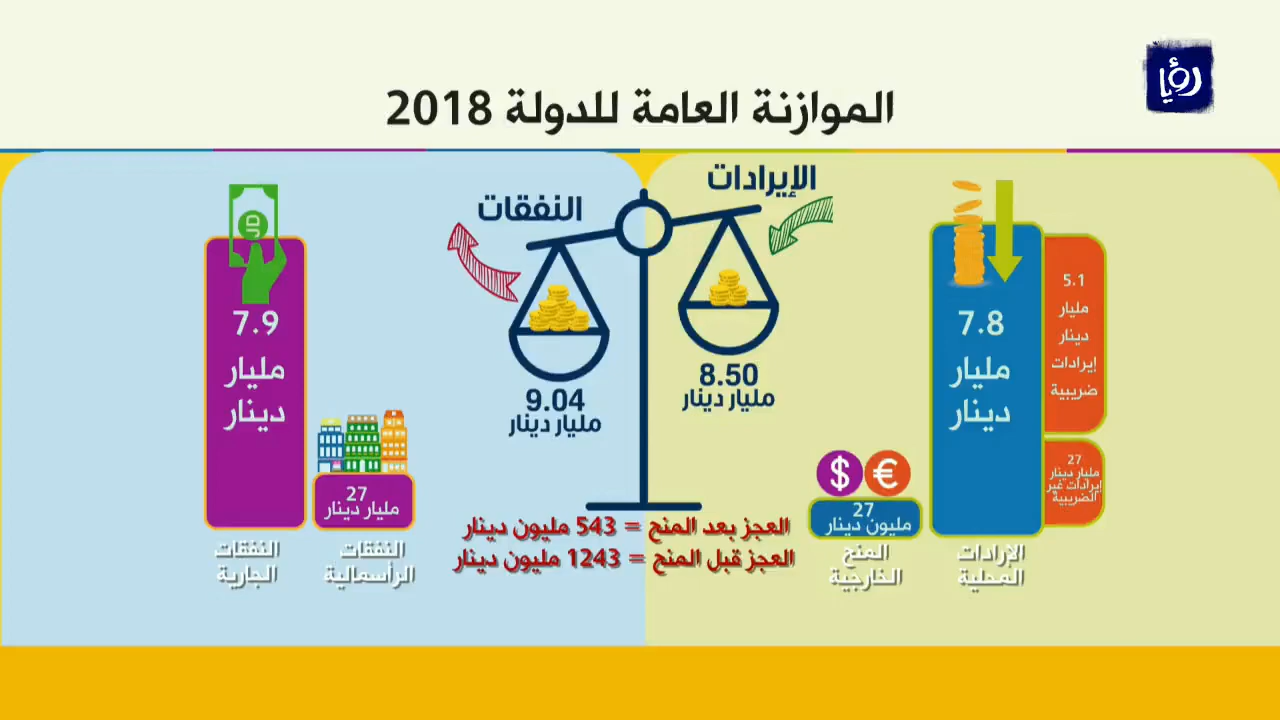 رؤيا
الموازنة العامة للدولة 2018
الإيرادات
النفقات
8.50
مليار دينار
9.04
مليار دينار
7.8
مليار
دينار
5.1
مليار
دينار
إيرادات
ضريبية
27
مليار دينار
إيرادات غير
الضريبية
الإرادات
المحلية
$
€
27
مليون دينار
المنح
الخارجية
العجز بعد المنح = 543 مليون دينار
العجز قبل المنح = 1243 مليون دينار
27
مليار دينار
النفقات
الرأسمالية
JD
7.9
مليار
دينار
النفقات
الجارية